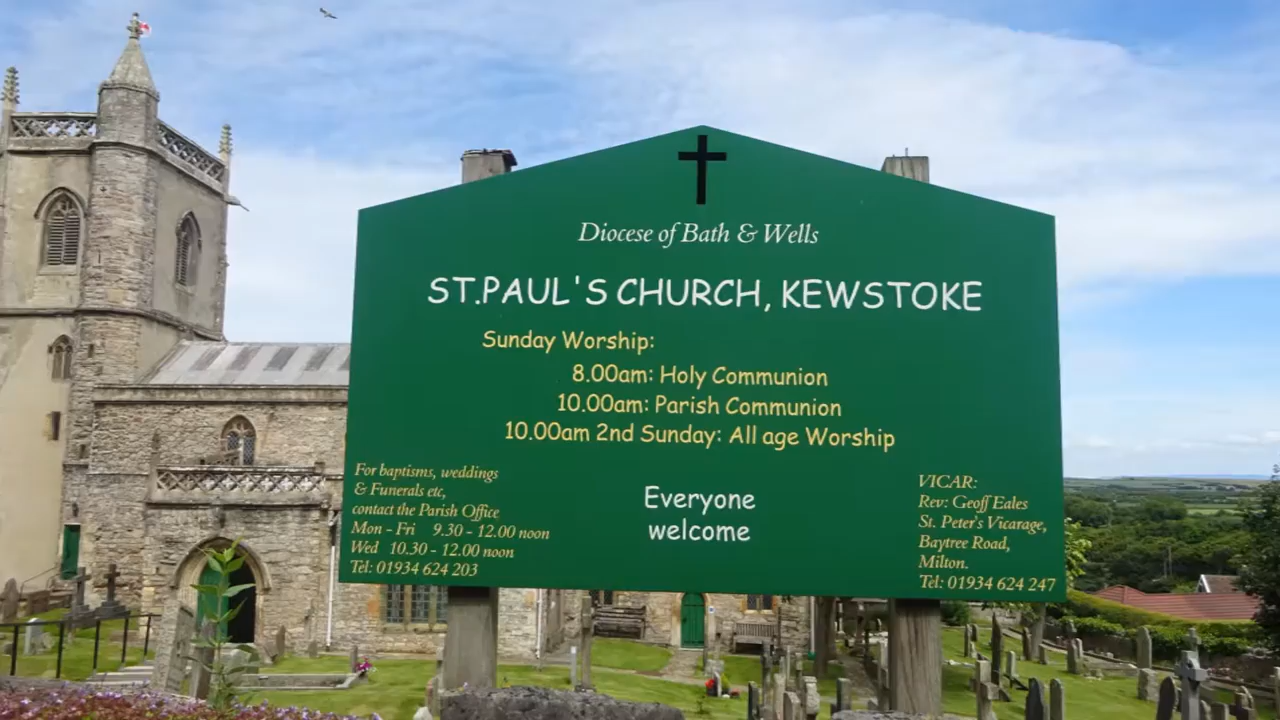 Diocese of Bath & Wells
ST.PAUL'S CHURCH, KEWSTOKE
Sunday Worship:
8.00am: Holy Communion
10.00am: Parish Communion
10.00am 2nd Sunday: All age Worship
For baptisms, weddings
& Funerals etc,
contact the Parish Office
Mon - Fri 9.30 - 12.00 noon
Wed 10.30 - 12.00 noon
Tel: 01934 624 203
Everyone
welcome
VICAR:
Rev: Geoff Eales
St. Peter's Vicarage,
Baytree Road,
Milton.
Tel: 01934 624 247